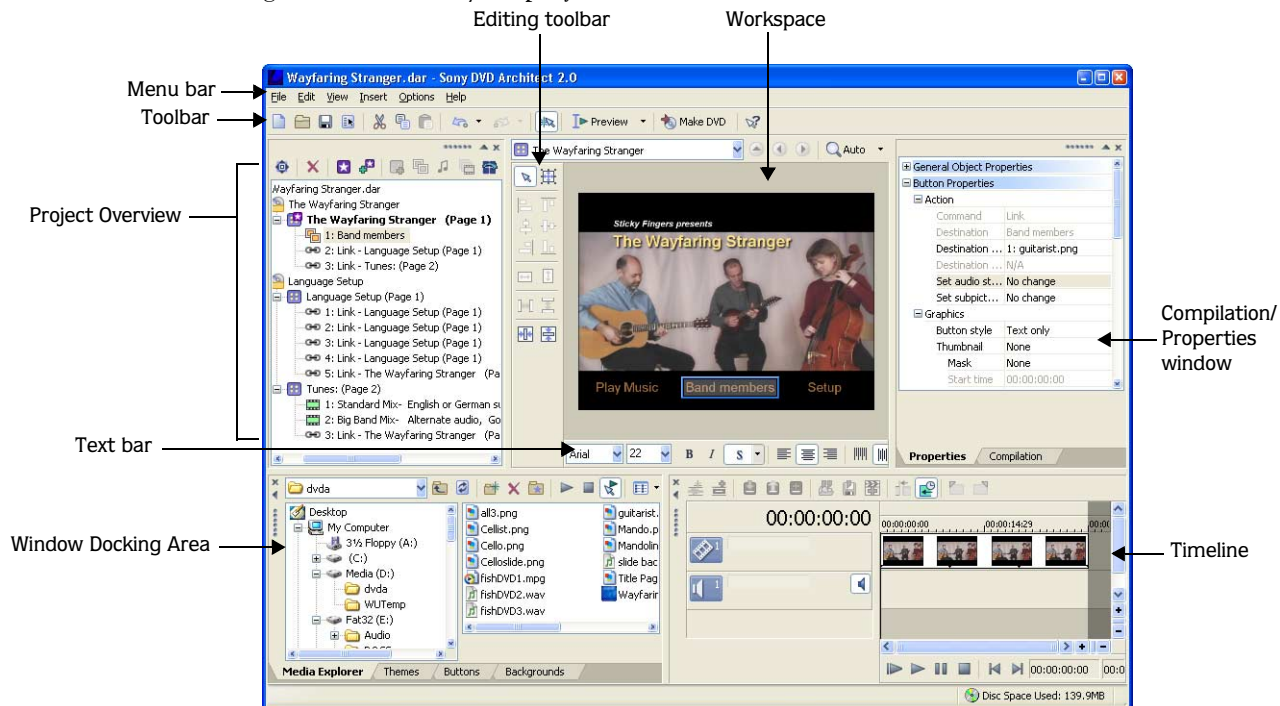 Editing toolbar
Workspace
Menu bar
Toolbar
Project Overview
Text bar
Window Docking Area
Compilation/
Properties
window
Timeline
Wayfaring Stranger.dar - Sony DVD Architect 2.0
File Edit View Insert Options Help
Preview Make DVD
The Wayfaring Stranger Auto
Wayfaring Stranger.dar
The Wayfaring Stranger
The Wayfaring Stranger (Page 1)
1: Band members
2: Link - Language Setup (Page 1)
3: Link - Tunes: (Page 2)
Language Setup
Language Setup (Page 1)
1: Link - Language Setup (Page 1)
2: Link - Language Setup (Page 1)
3: Link - Language Setup (Page 1)
4: Link - Language Setup (Page 1)
5: Link - The Wayfaring Stranger (Pa
Tunes: (Page 2)
1: Standard Mix- English or German su
2: Big Band Mix- Alternate audio, Go
3: Link - The Wayfaring Stranger (Pa
Sticky Fingers presents
The Wayfaring Stranger
Play Music Band members Setup
Arial 22 B I S
General Object Properties
Button Properties
Action
Command Link
Destination Band members
Destination ... 1: guitarist.png
Destination ... N/A
Set audio st... No change
Set subpict... No change
Graphics
Button style Text only
Thumbnail None
Mask None
Start time 00:00:00:00
Properties Compilation
dvda
Desktop
My Computer
3½ Floppy (A:)
(C:)
Media (D:)
dvda
WUTemp
Fat32 (E:)
Audio
all3.png
Cellist.png
Cello.png
Celloslide.png
fishDVD1.mpg
fishDVD2.wav
fishDVD3.wav
guitarist.
Mando.p
Mandolin
slide bac
Title Pag
Wayfarir
Media Explorer Themes Buttons Backgrounds
00:00:00:00
00:00:00:00 00:00:14:29 00:00
1
1
00:00:00:00 00:0
Disc Space Used: 139.9MB